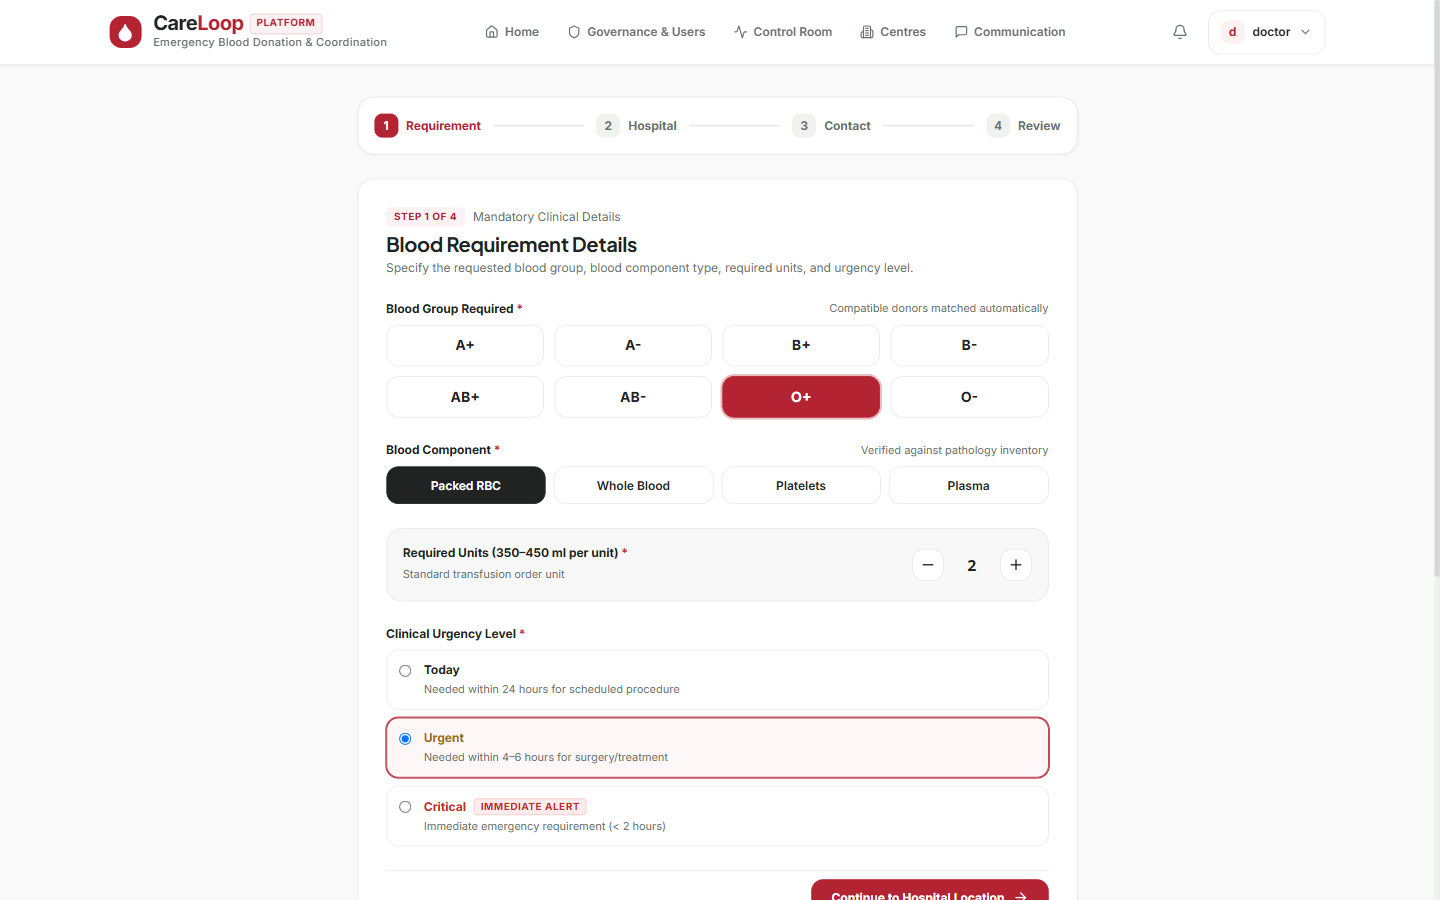 CareLoop PLATFORM
Emergency Blood Donation & Coordination
Home
Governance & Users
Control Room
Centres
Communication
d doctor
1 Requirement
2 Hospital
3 Contact
4 Review
STEP 1 OF 4 Mandatory Clinical Details
Blood Requirement Details
Specify the requested blood group, blood component type, required units, and urgency level.
Blood Group Required * Compatible donors matched automatically
A+ A- B+ B-
AB+ AB- O+ O-
Blood Component * Verified against pathology inventory
Packed RBC Whole Blood Platelets Plasma
Required Units (350–450 ml per unit) *
Standard transfusion order unit
− 2 +
Clinical Urgency Level *
Today
Needed within 24 hours for scheduled procedure
Urgent
Needed within 4–6 hours for surgery/treatment
Critical IMMEDIATE ALERT
Immediate emergency requirement (< 2 hours)
Continue to Hospital Location →